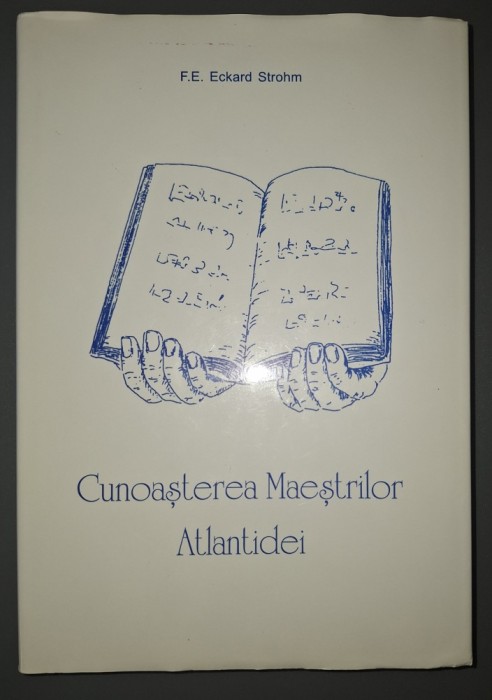 F.E. Eckard Strohm
Cunoașterea Maeștrilor
Atlantidei